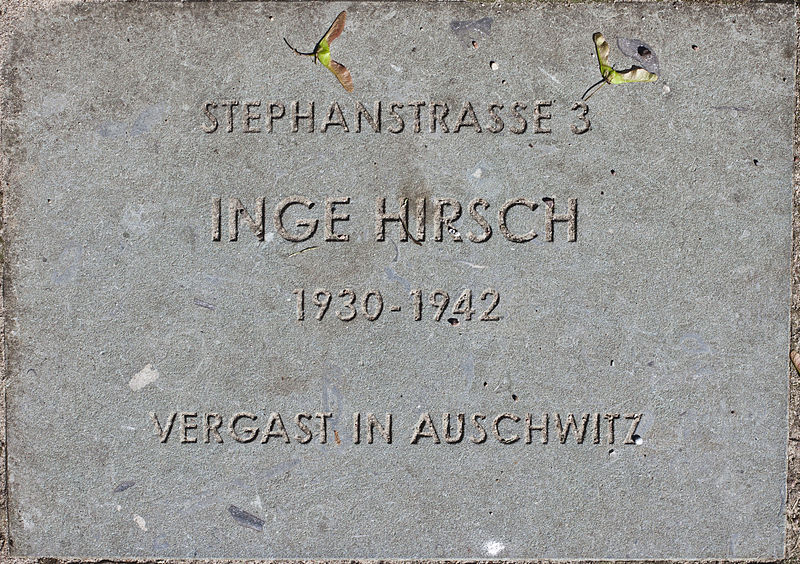 STEPHANSTRASSE 3
INGE HIRSCH
1930-1942
VERGAST IN AUSCHWITZ